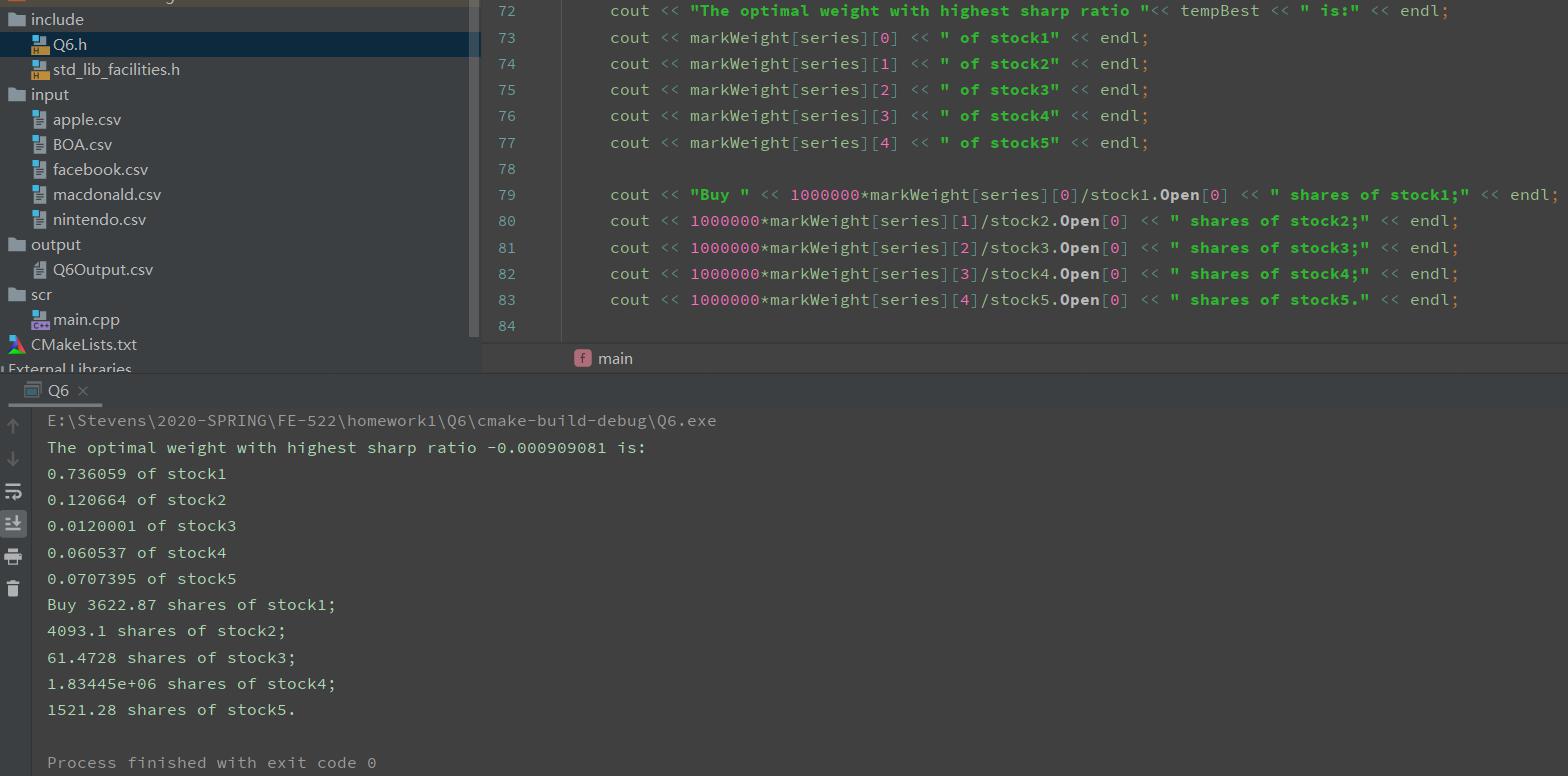 include
Q6.h
std_lib_facilities.h
input
apple.csv
BOA.csv
facebook.csv
macdonald.csv
nintendo.csv
output
Q6Output.csv
scr
main.cpp
CMakeLists.txt
External Libraries
72 cout << "The optimal weight with highest sharp ratio "<< tempBest << " is:" << endl;
73 cout << markWeight[series][0] << " of stock1" << endl;
74 cout << markWeight[series][1] << " of stock2" << endl;
75 cout << markWeight[series][2] << " of stock3" << endl;
76 cout << markWeight[series][3] << " of stock4" << endl;
77 cout << markWeight[series][4] << " of stock5" << endl;
78
79 cout << "Buy " << 1000000*markWeight[series][0]/stock1.Open[0] << " shares of stock1;" << endl;
80 cout << 1000000*markWeight[series][1]/stock2.Open[0] << " shares of stock2;" << endl;
81 cout << 1000000*markWeight[series][2]/stock3.Open[0] << " shares of stock3;" << endl;
82 cout << 1000000*markWeight[series][3]/stock4.Open[0] << " shares of stock4;" << endl;
83 cout << 1000000*markWeight[series][4]/stock5.Open[0] << " shares of stock5." << endl;
84
f main
Q6
E:\Stevens\2020-SPRING\FE-522\homework1\Q6\cmake-build-debug\Q6.exe
The optimal weight with highest sharp ratio -0.000909081 is:
0.736059 of stock1
0.120664 of stock2
0.0120001 of stock3
0.060537 of stock4
0.0707395 of stock5
Buy 3622.87 shares of stock1;
4093.1 shares of stock2;
61.4728 shares of stock3;
1.83445e+06 shares of stock4;
1521.28 shares of stock5.
Process finished with exit code 0